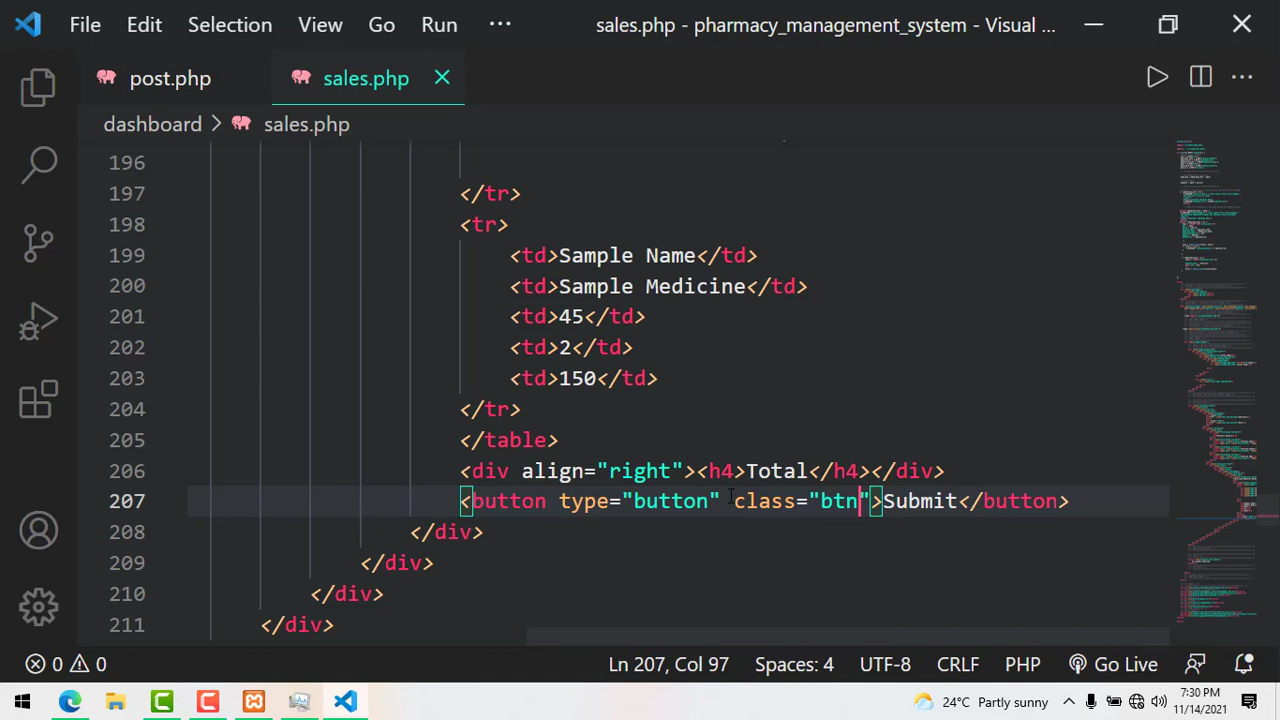 File Edit Selection View Go Run ··· sales.php - pharmacy_management_system - Visual ...
post.php sales.php
dashboard > sales.php
196
197 </tr>
198 <tr>
199 <td>Sample Name</td>
200 <td>Sample Medicine</td>
201 <td>45</td>
202 <td>2</td>
203 <td>150</td>
204 </tr>
205 </table>
206 <div align="right"><h4>Total</h4></div>
207 <button type="button" class="btn">Submit</button>
208 </div>
209 </div>
210 </div>
211 </div>
0 0 Ln 207, Col 97 Spaces: 4 UTF-8 CRLF PHP Go Live
24°C Partly sunny 7:30 PM
11/14/2021